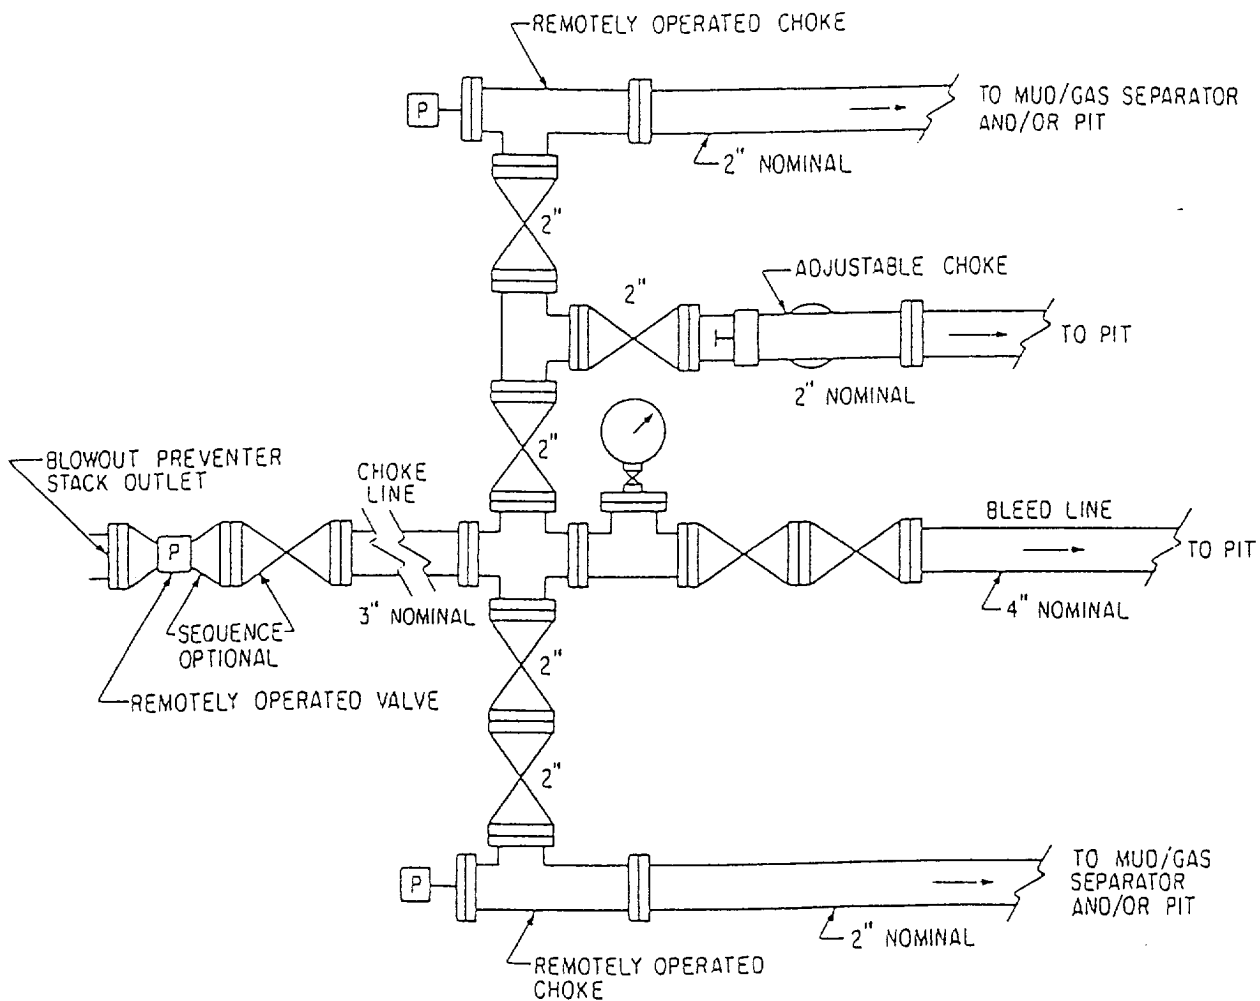 REMOTELY OPERATED CHOKE
P
TO MUD/GAS SEPARATOR
AND/OR PIT
2" NOMINAL
2"
ADJUSTABLE CHOKE
2"
TO PIT
2" NOMINAL
2"
BLOWOUT PREVENTER
STACK OUTLET
CHOKE
LINE
BLEED LINE
P
TO PIT
3" NOMINAL
4" NOMINAL
SEQUENCE
OPTIONAL
2"
REMOTELY OPERATED VALVE
2"
P
TO MUD/GAS
SEPARATOR
AND/OR PIT
2" NOMINAL
REMOTELY OPERATED
CHOKE